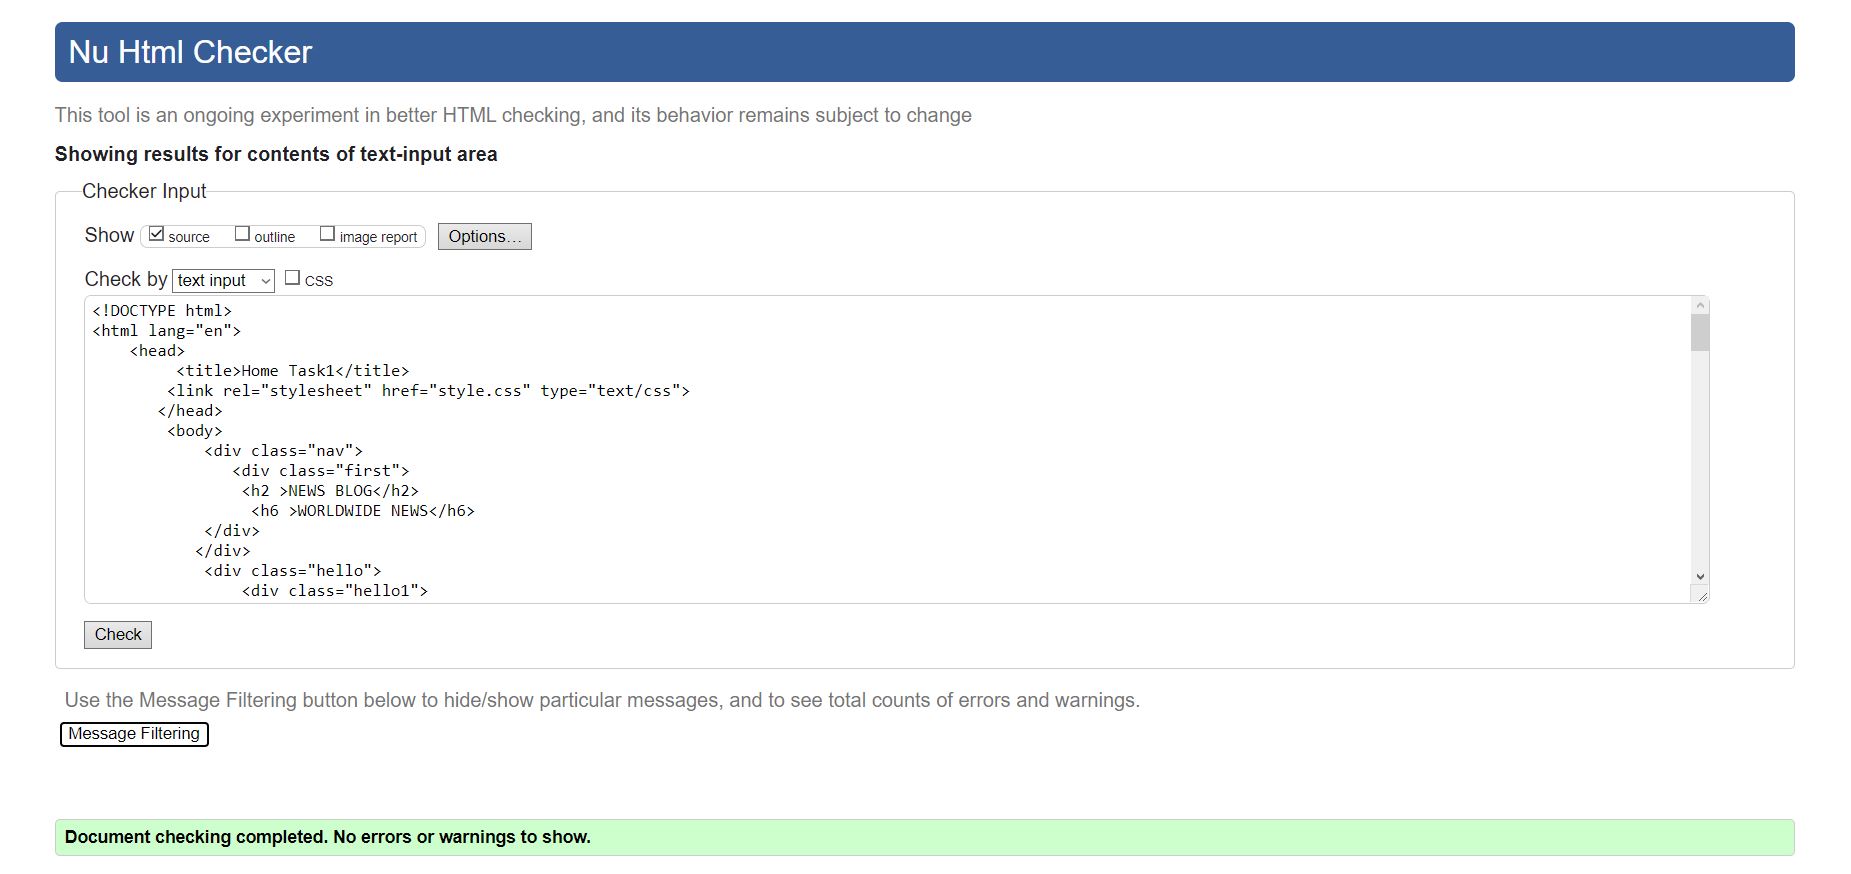 Nu Html Checker
This tool is an ongoing experiment in better HTML checking, and its behavior remains subject to change
Showing results for contents of text-input area
Checker Input
Show source outline image report Options...
Check by text input CSS
<!DOCTYPE html>
<html lang="en">
<head>
<title>Home Task1</title>
<link rel="stylesheet" href="style.css" type="text/css">
</head>
<body>
<div class="nav">
<div class="first">
<h2 >NEWS BLOG</h2>
<h6 >WORLDWIDE NEWS</h6>
</div>
</div>
<div class="hello">
<div class="hello1">
Check
Use the Message Filtering button below to hide/show particular messages, and to see total counts of errors and warnings.
Message Filtering
Document checking completed. No errors or warnings to show.